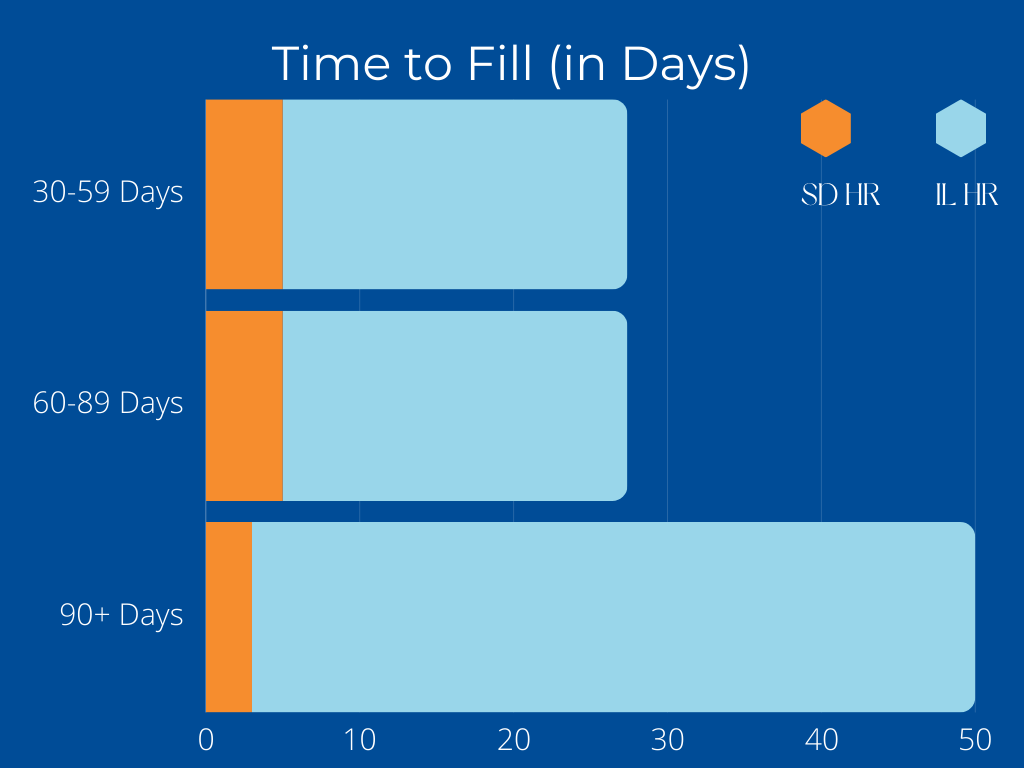 Time to Fill (in Days)
SD HR
IL HR
30-59 Days
60-89 Days
90+ Days
0 10 20 30 40 50